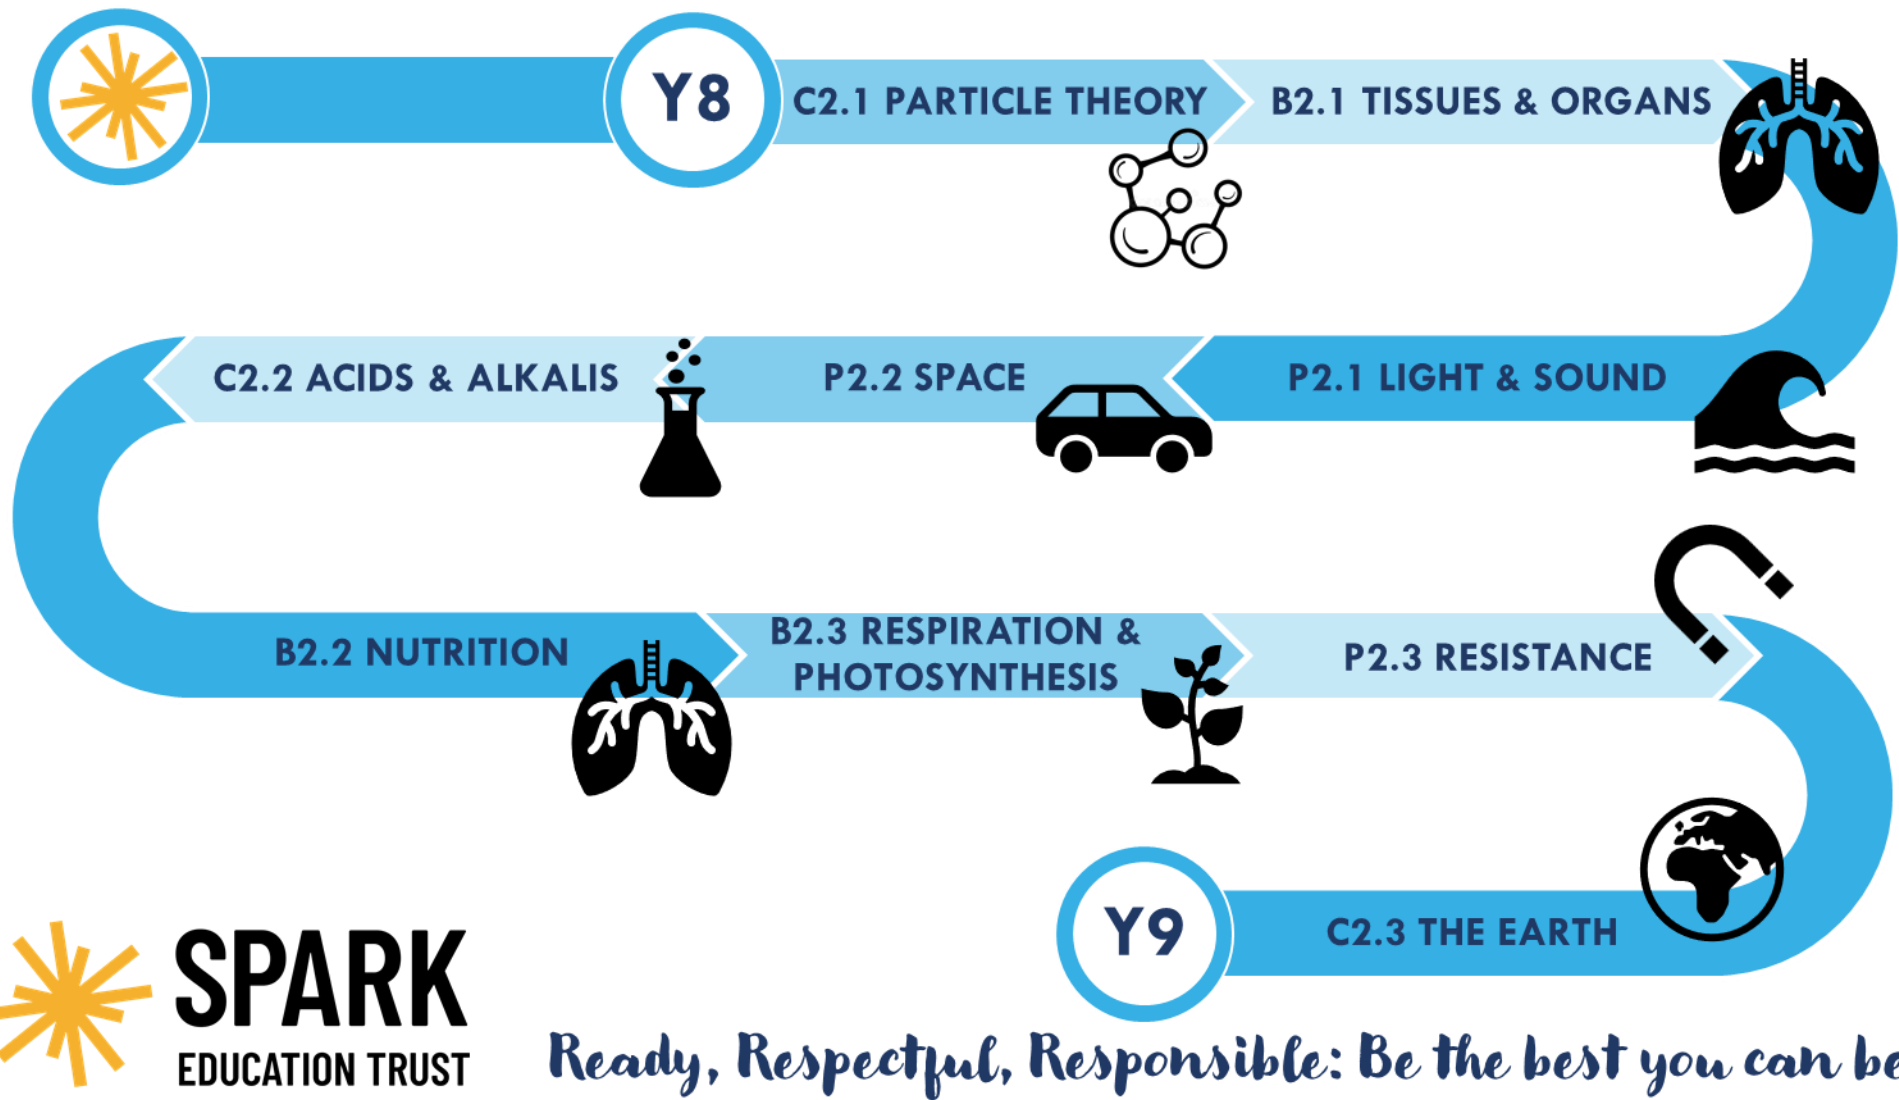 Y8
C2.1 PARTICLE THEORY
B2.1 TISSUES & ORGANS
P2.1 LIGHT & SOUND
P2.2 SPACE
C2.2 ACIDS & ALKALIS
B2.2 NUTRITION
B2.3 RESPIRATION &
PHOTOSYNTHESIS
P2.3 RESISTANCE
C2.3 THE EARTH
Y9
SPARK
EDUCATION TRUST
Ready, Respectful, Responsible: Be the best you can be